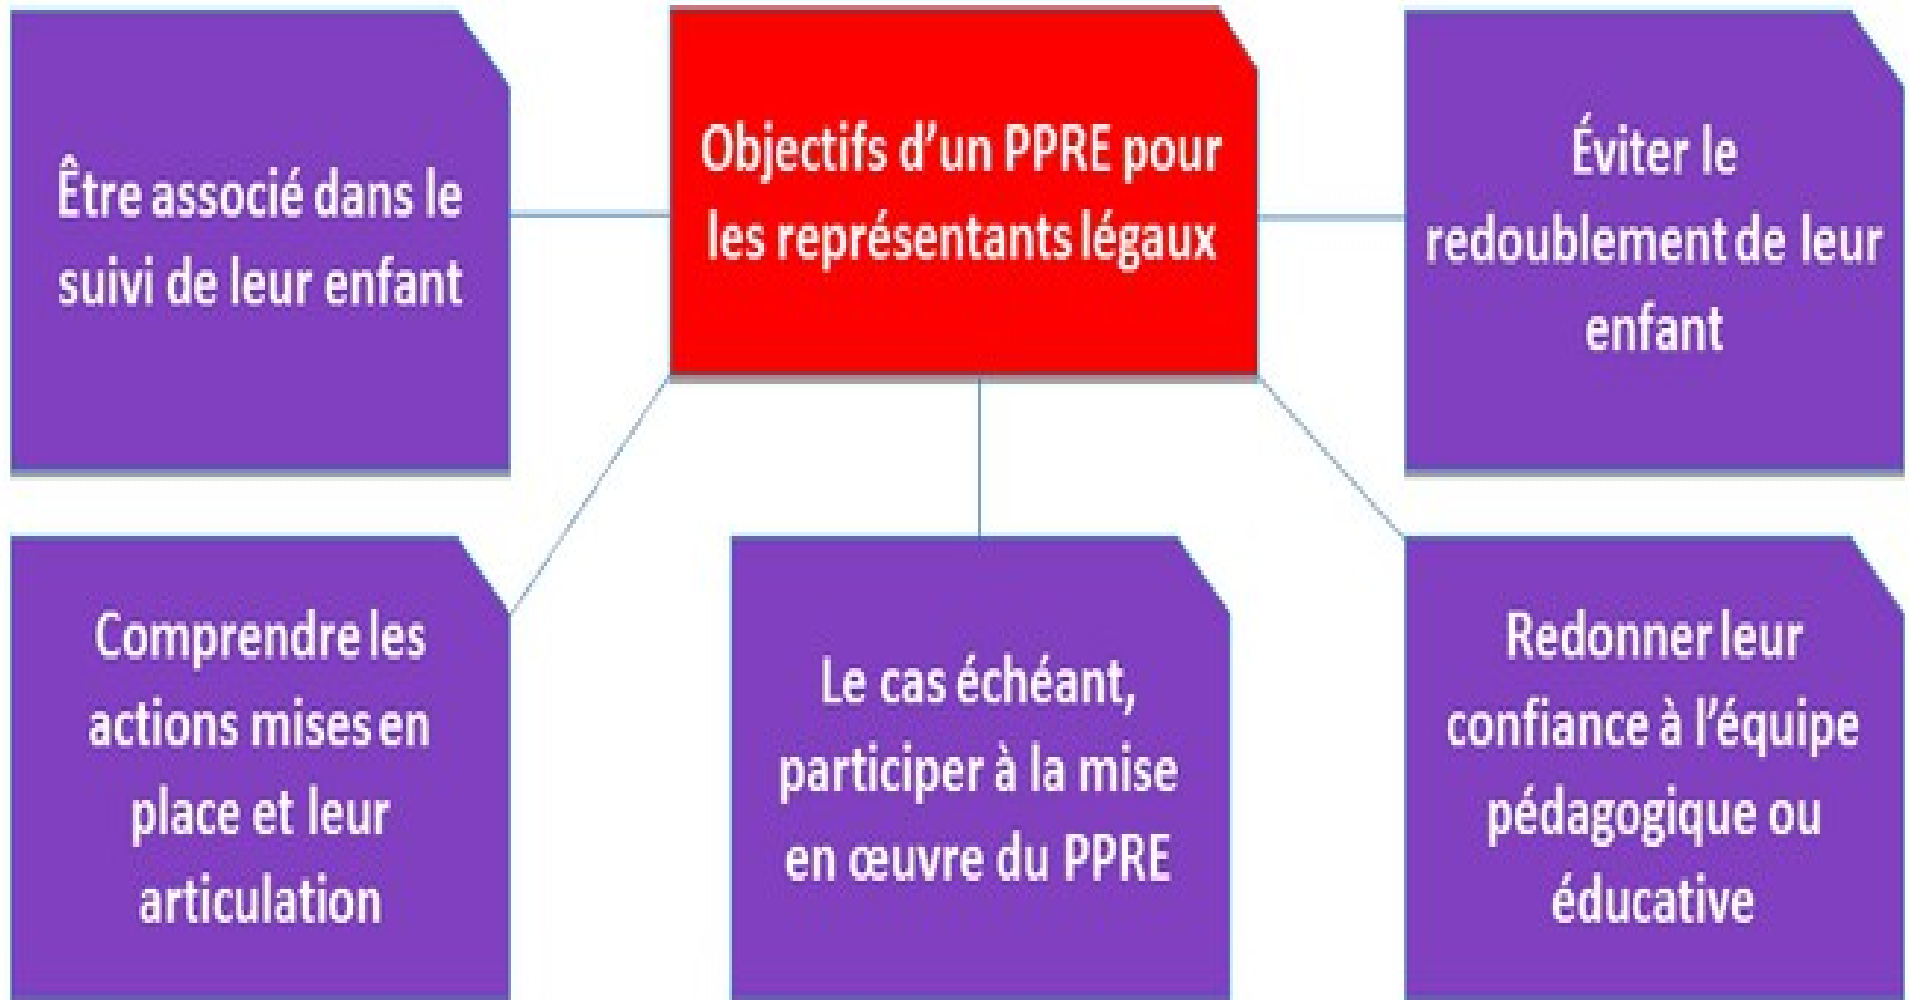 Être associé dans le
suivi de leur enfant
Objectifs d’un PPRE pour
les représentants légaux
Éviter le
redoublement de leur
enfant
Comprendre les
actions mises en
place et leur
articulation
Le cas échéant,
participer à la mise
en œuvre du PPRE
Redonner leur
confiance à l’équipe
pédagogique ou
éducative